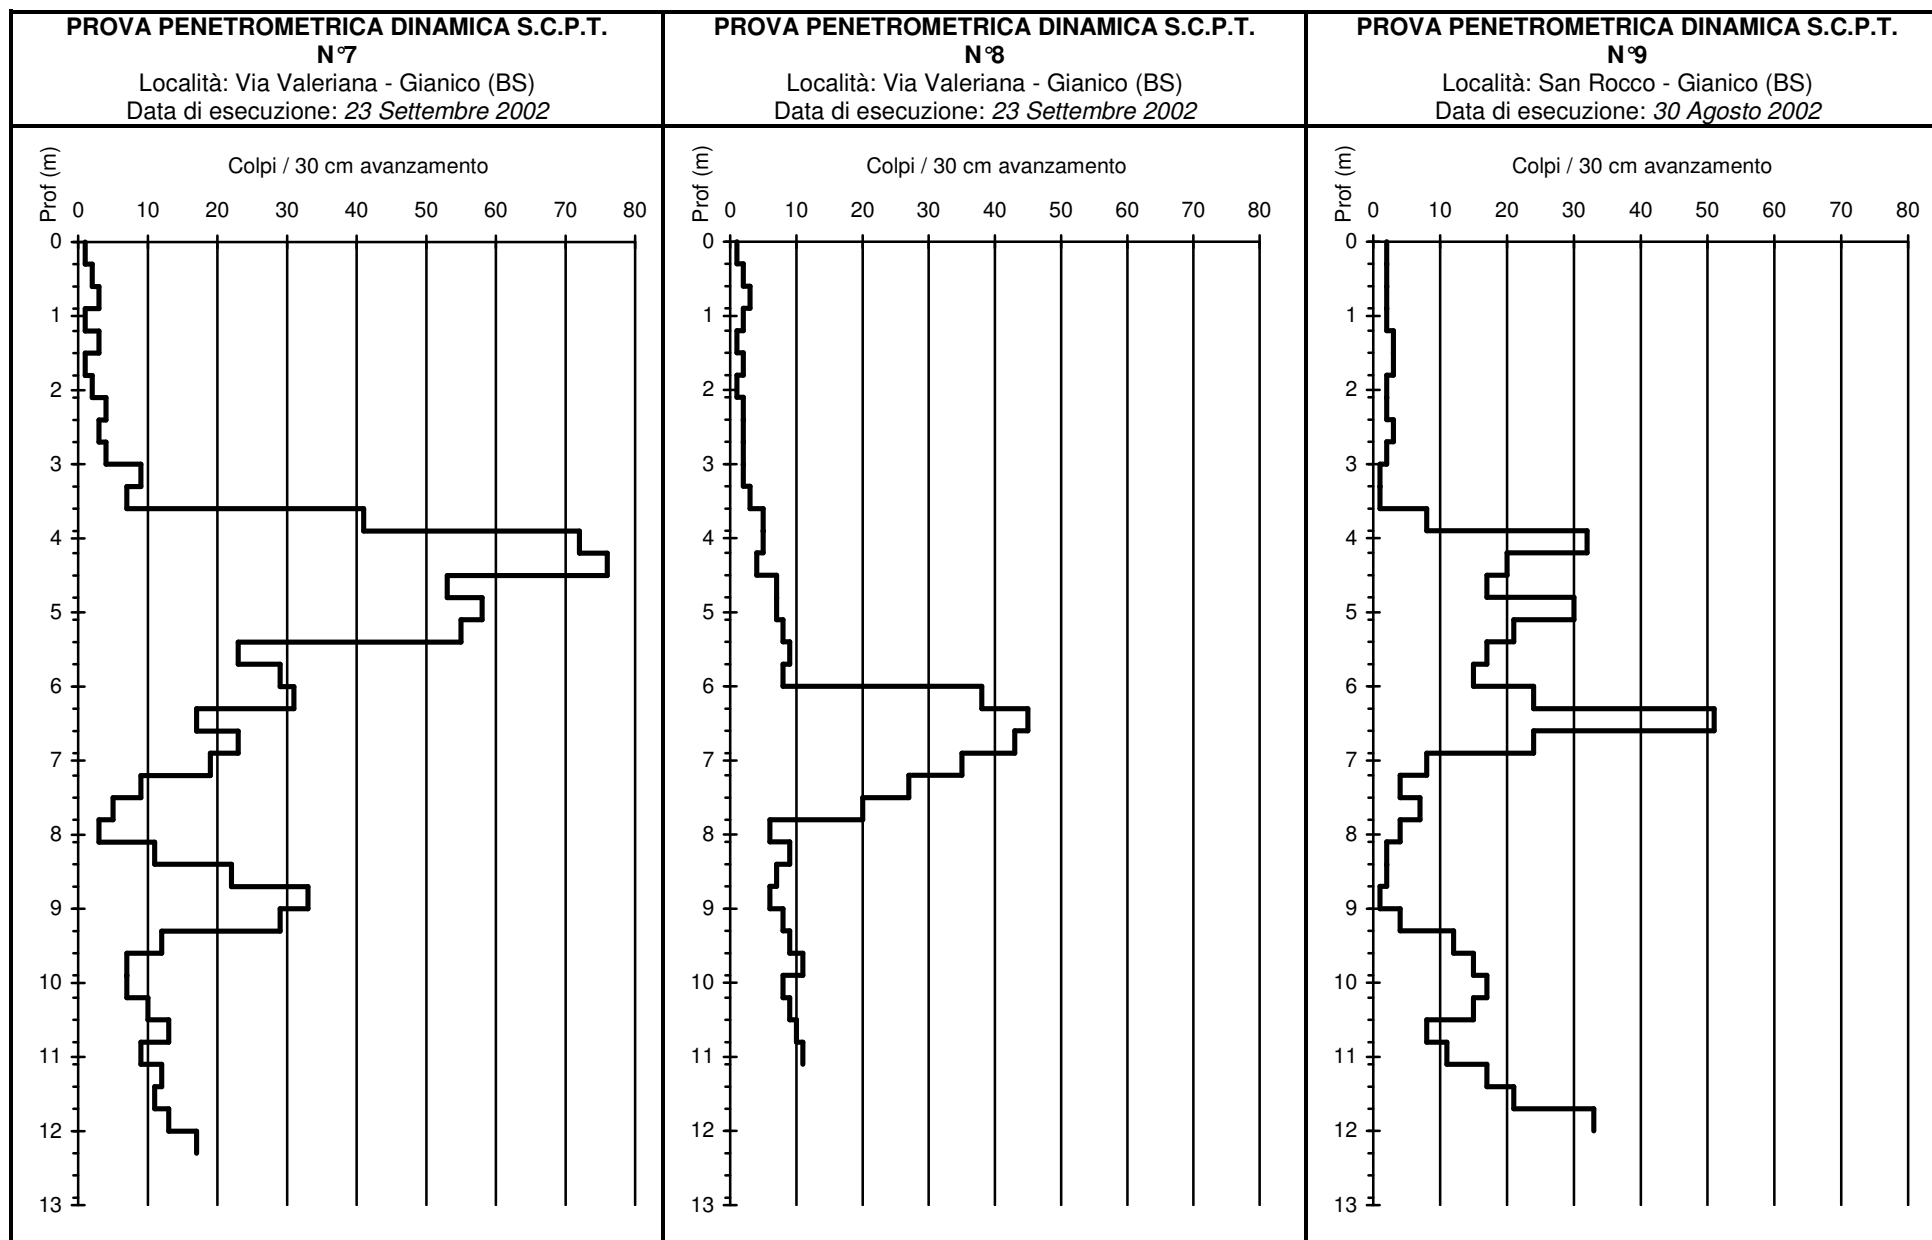 PROVA PENETROMETRICA DINAMICA S.C.P.T.
N°7
Località: Via Valeriana - Gianico (BS)
Data di esecuzione: 23 Settembre 2002
Prof (m)
Colpi / 30 cm avanzamento
0 10 20 30 40 50 60 70 80
0
1
2
3
4
5
6
7
8
9
10
11
12
13
PROVA PENETROMETRICA DINAMICA S.C.P.T.
N°8
Località: Via Valeriana - Gianico (BS)
Data di esecuzione: 23 Settembre 2002
Prof (m)
Colpi / 30 cm avanzamento
0 10 20 30 40 50 60 70 80
0
1
2
3
4
5
6
7
8
9
10
11
12
13
PROVA PENETROMETRICA DINAMICA S.C.P.T.
N°9
Località: San Rocco - Gianico (BS)
Data di esecuzione: 30 Agosto 2002
Prof (m)
Colpi / 30 cm avanzamento
0 10 20 30 40 50 60 70 80
0
1
2
3
4
5
6
7
8
9
10
11
12
13